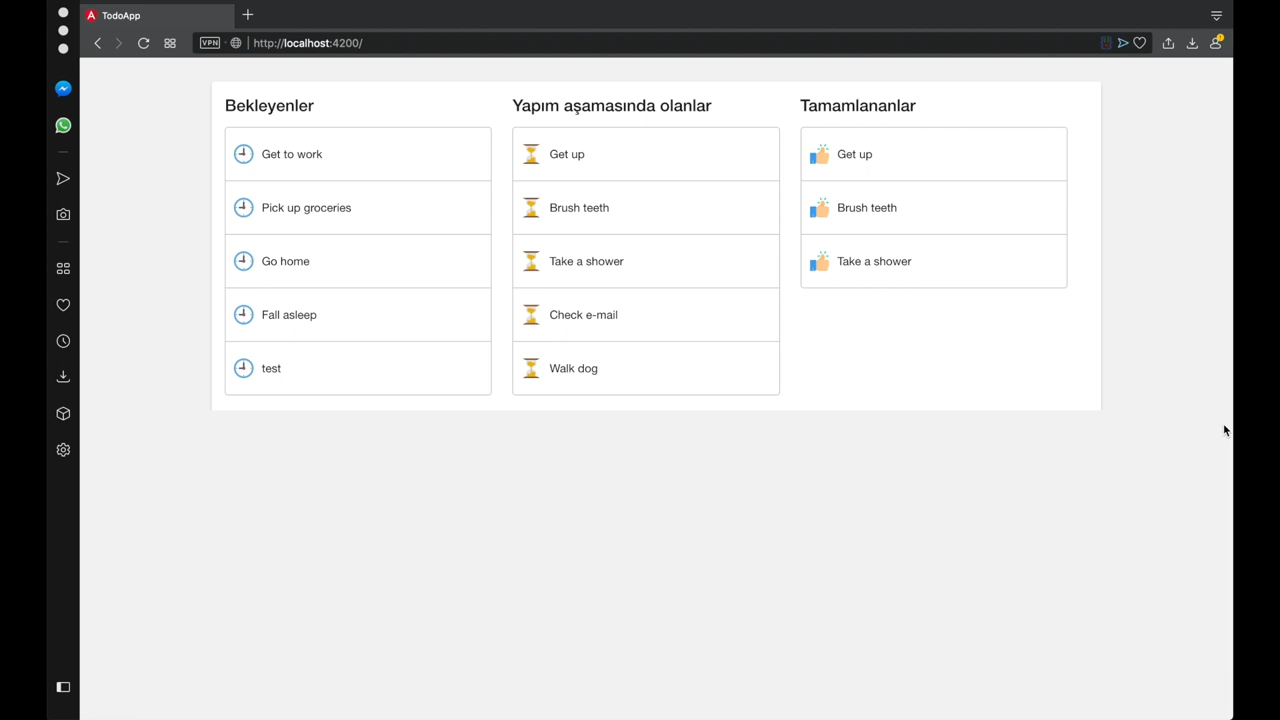 TodoApp
VPN
http://localhost:4200/
Bekleyenler
Get to work
Pick up groceries
Go home
Fall asleep
test
Yapım aşamasında olanlar
Get up
Brush teeth
Take a shower
Check e-mail
Walk dog
Tamamlananlar
Get up
Brush teeth
Take a shower